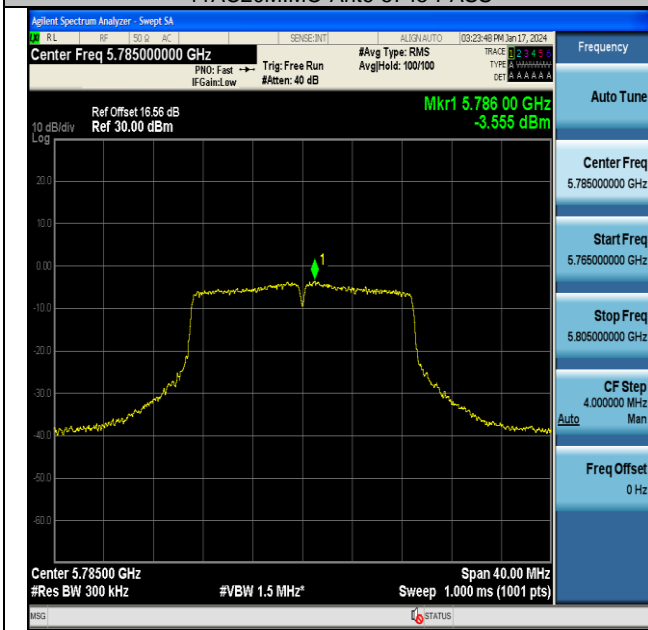 Agilent Spectrum Analyzer - Swept SA
RL RF 50 Ω AC SENSE:INT ALIGN AUTO 03:23:48 PM Jan 17, 2024
Center Freq 5.785000000 GHz
PNO: Fast
IFGain:Low
Trig: Free Run
#Atten: 40 dB
#Avg Type: RMS
Avg|Hold: 100/100
TRACE 1 2 3 4 5 6
TYPE A
DET A A A A A A
Ref Offset 16.56 dB
10 dB/div Ref 30.00 dBm
Log
Mkr1 5.786 00 GHz
-3.555 dBm
20.0
10.0
0.00
-10.0
-20.0
-30.0
-40.0
-50.0
-60.0
1
Center 5.78500 GHz Span 40.00 MHz
#Res BW 300 kHz #VBW 1.5 MHz* Sweep 1.000 ms (1001 pts)
MSG STATUS
Frequency
Auto Tune
Center Freq
5.785000000 GHz
Start Freq
5.765000000 GHz
Stop Freq
5.805000000 GHz
CF Step
4.000000 MHz
Auto Man
Freq Offset
0 Hz